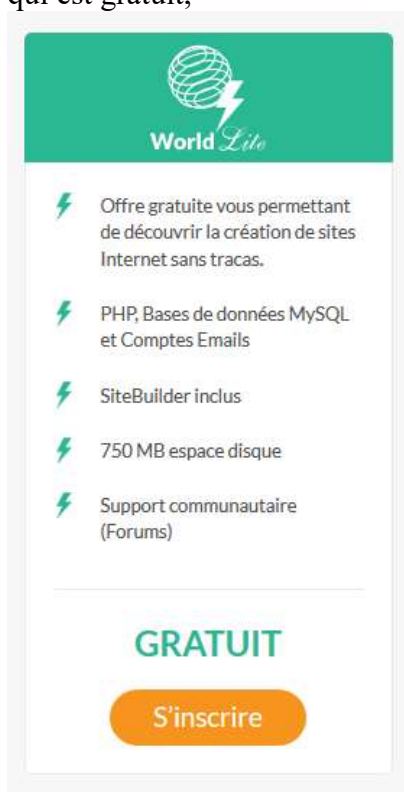 qui est gratuit,
World Lite
Offre gratuite vous permettant
de découvrir la création de sites
Internet sans tracas.
PHP, Bases de données MySQL
et Comptes Emails
SiteBuilder inclus
750 MB espace disque
Support communautaire
(Forums)
GRATUIT
S'inscrire